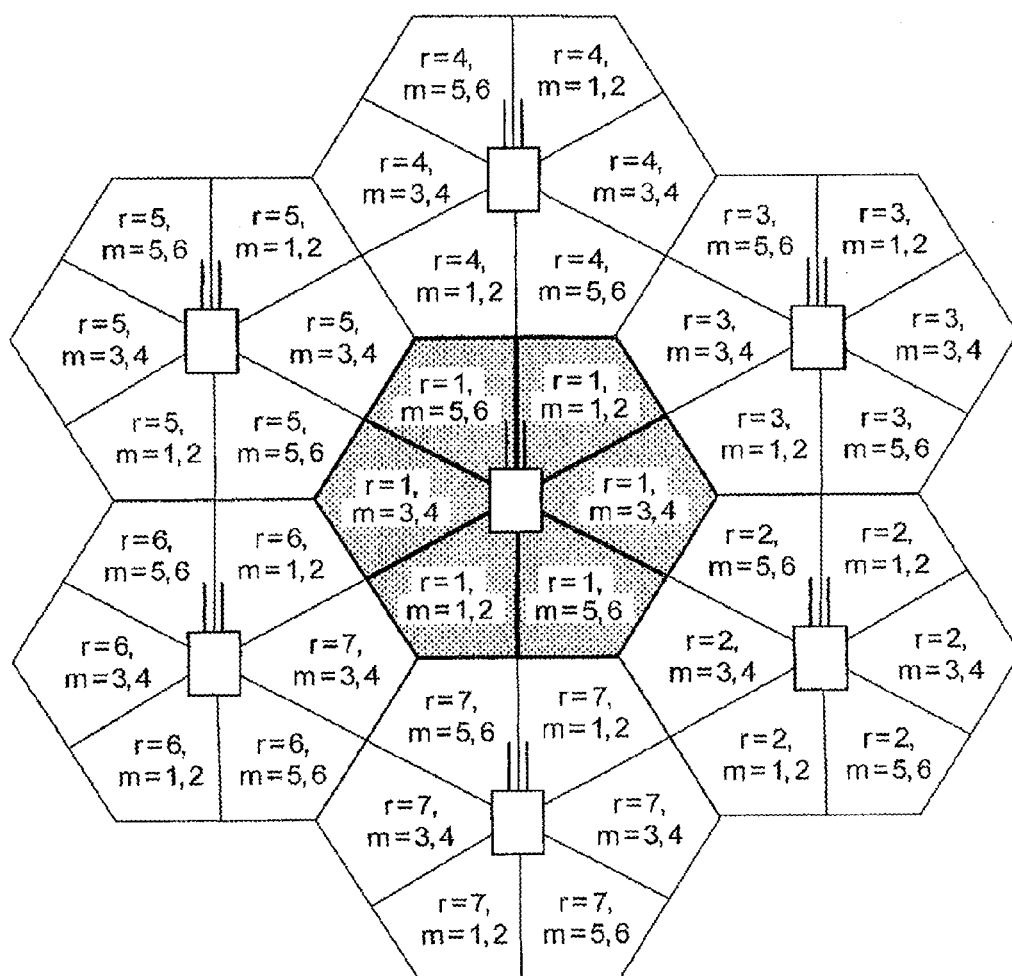 r=4,
m=5,6
r=4,
m=1,2
r=4,
m=3,4
r=4,
m=3,4
r=4,
m=1,2
r=4,
m=5,6
r=5,
m=5,6
r=5,
m=1,2
r=5,
m=3,4
r=5,
m=3,4
r=5,
m=1,2
r=5,
m=5,6
r=3,
m=5,6
r=3,
m=1,2
r=3,
m=3,4
r=3,
m=3,4
r=3,
m=1,2
r=3,
m=5,6
r=1,
m=5,6
r=1,
m=1,2
r=1,
m=3,4
r=1,
m=3,4
r=1,
m=1,2
r=1,
m=5,6
r=6,
m=5,6
r=6,
m=1,2
r=6,
m=3,4
r=7,
m=3,4
r=6,
m=1,2
r=6,
m=5,6
r=2,
m=5,6
r=2,
m=1,2
r=2,
m=3,4
r=2,
m=3,4
r=2,
m=1,2
r=2,
m=5,6
r=7,
m=5,6
r=7,
m=1,2
r=7,
m=3,4
r=7,
m=3,4
r=7,
m=1,2
r=7,
m=5,6